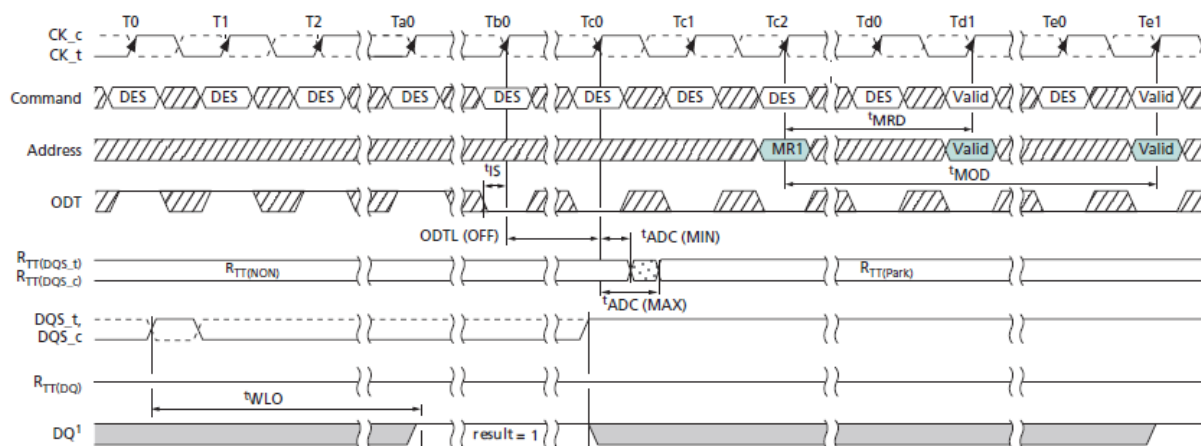 T0 T1 T2 Ta0 Tb0 Tc0 Tc1 Tc2 Td0 Td1 Te0 Te1
CK_c
CK_t
Command DES DES DES DES DES DES DES DES DES Valid DES Valid
tMRD
Address MR1 Valid Valid
tIS
tMOD
ODT
ODTL (OFF) tADC (MIN)
RTT(DQS_t)
RTT(DQS_c) RTT(NON) RTT(Park)
tADC (MAX)
DQS_t,
DQS_c
RTT(DQ)
tWLO
DQ1 result = 1